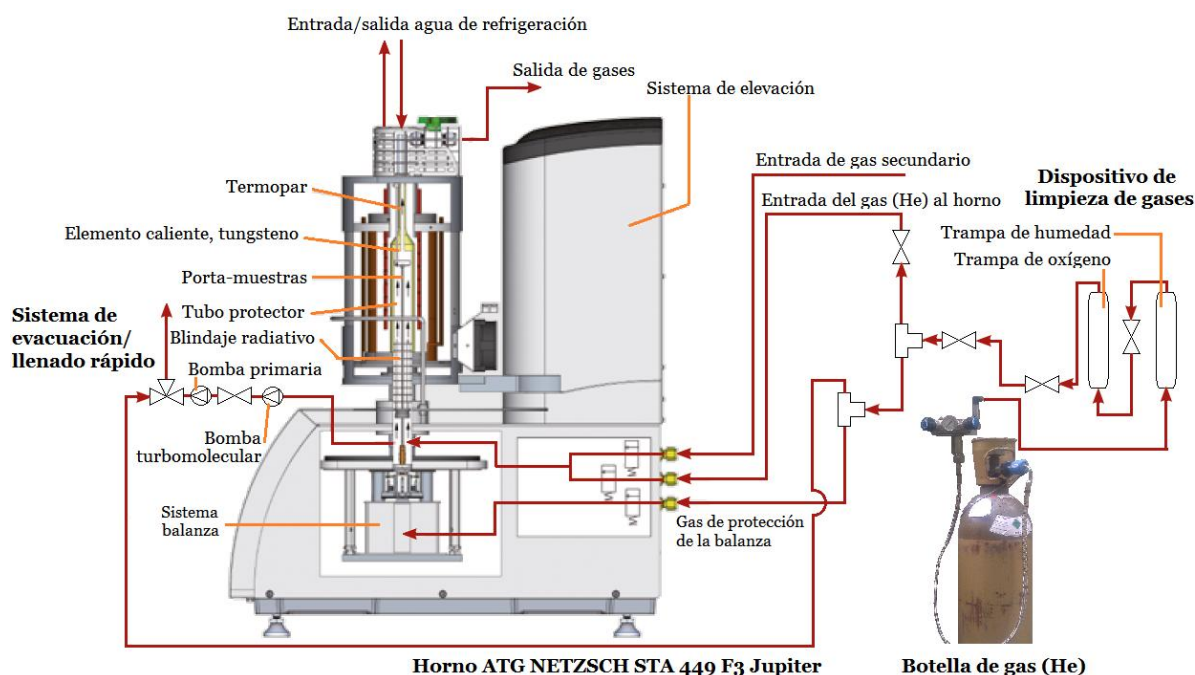 Entrada/salida agua de refrigeración
Salida de gases
Sistema de elevación
Termopar
Elemento caliente, tungsteno
Porta-muestras
Tubo protector
Blindaje radiativo
Sistema de
evacuación/
llenado rápido
Bomba primaria
Bomba
turbomolecular
Sistema
balanza
Entrada de gas secundario
Entrada del gas (He) al horno
Dispositivo de
limpieza de gases
Trampa de humedad
Trampa de oxígeno
Gas de protección
de la balanza
Horno ATG NETZSCH STA 449 F3 Jupiter
Botella de gas (He)